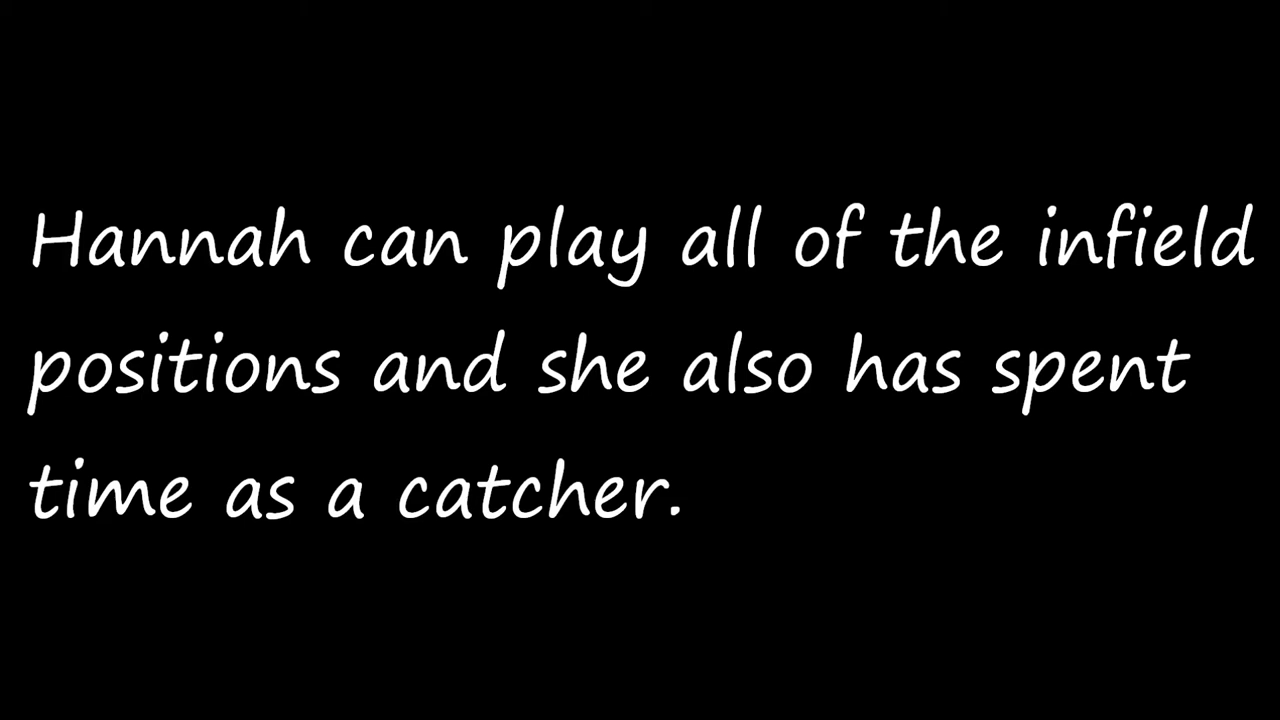 Hannah can play all of the infield
positions and she also has spent
time as a catcher.